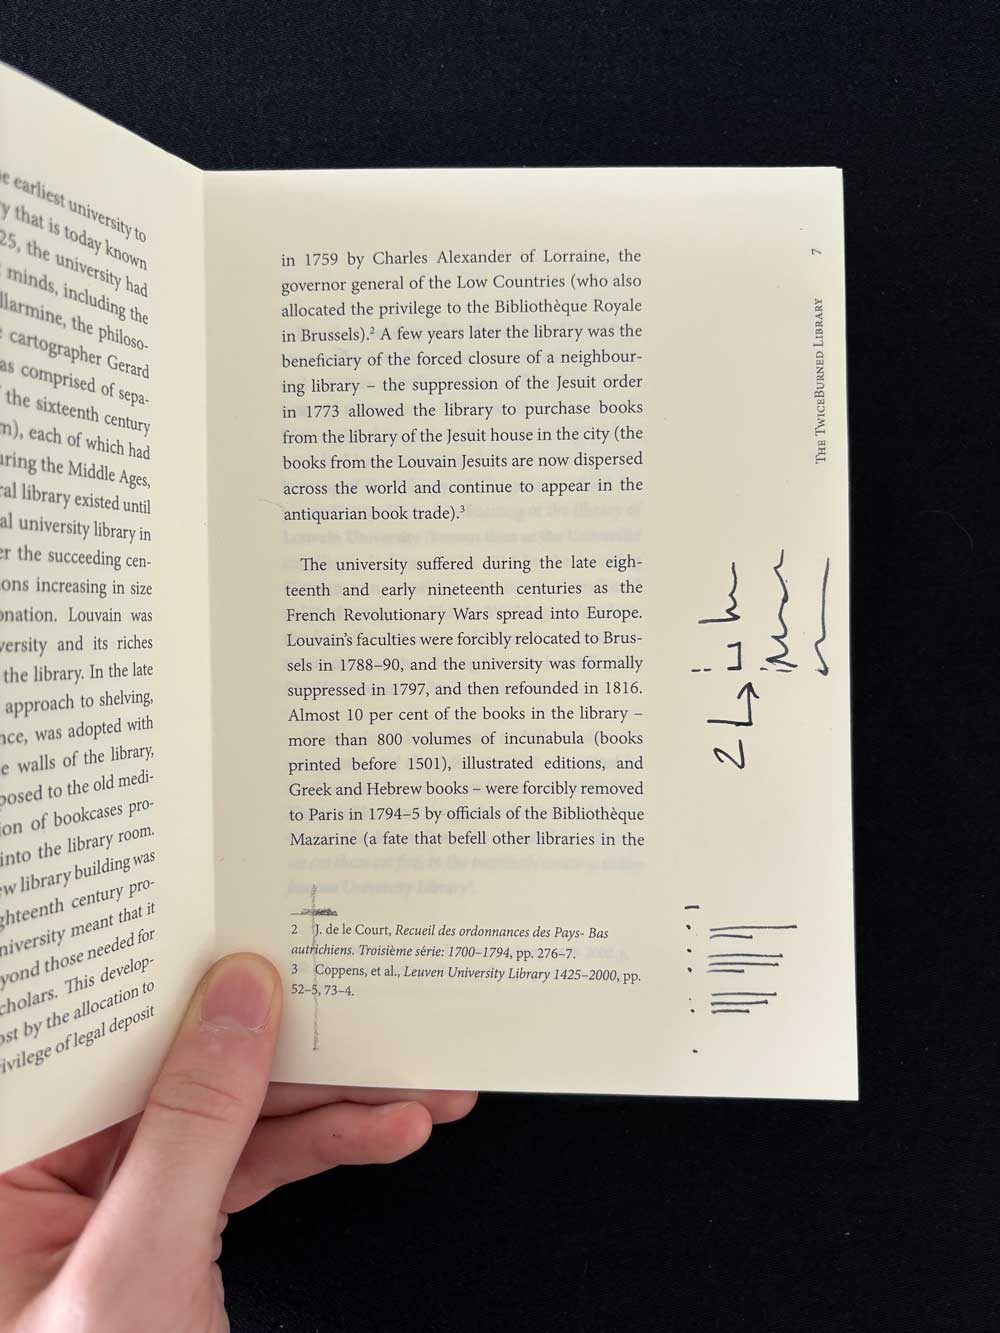 e earliest university to
y that is today known
25, the university had
minds, including the
llarmine, the philoso-
cartographer Gerard
as comprised of sepa-
the sixteenth century
m), each of which had
uring the Middle Ages,
ral library existed until
al university library in
er the succeeding cen-
ons increasing in size
onation. Louvain was
versity and its riches
the library. In the late
approach to shelving,
nce, was adopted with
e walls of the library,
posed to the old medi-
ion of bookcases pro-
into the library room.
ew library building was
ghteenth century pro-
niversity meant that it
eyond those needed for
cholars. This develop-
ost by the allocation to
ivilege of legal deposit
in 1759 by Charles Alexander of Lorraine, the
governor general of the Low Countries (who also
allocated the privilege to the Bibliothèque Royale
in Brussels).² A few years later the library was the
beneficiary of the forced closure of a neighbour-
ing library – the suppression of the Jesuit order
in 1773 allowed the library to purchase books
from the library of the Jesuit house in the city (the
books from the Louvain Jesuits are now dispersed
across the world and continue to appear in the
antiquarian book trade).³
The university suffered during the late eigh-
teenth and early nineteenth centuries as the
French Revolutionary Wars spread into Europe.
Louvain's faculties were forcibly relocated to Brus-
sels in 1788–90, and the university was formally
suppressed in 1797, and then refounded in 1816.
Almost 10 per cent of the books in the library –
more than 800 volumes of incunabula (books
printed before 1501), illustrated editions, and
Greek and Hebrew books – were forcibly removed
to Paris in 1794–5 by officials of the Bibliothèque
Mazarine (a fate that befell other libraries in the
2 J. de le Court, Recueil des ordonnances des Pays- Bas
autrichiens. Troisième série: 1700–1794, pp. 276–7.
3 Coppens, et al., Leuven University Library 1425–2000, pp.
52–5, 73–4.
The TwiceBurned Library 7
2